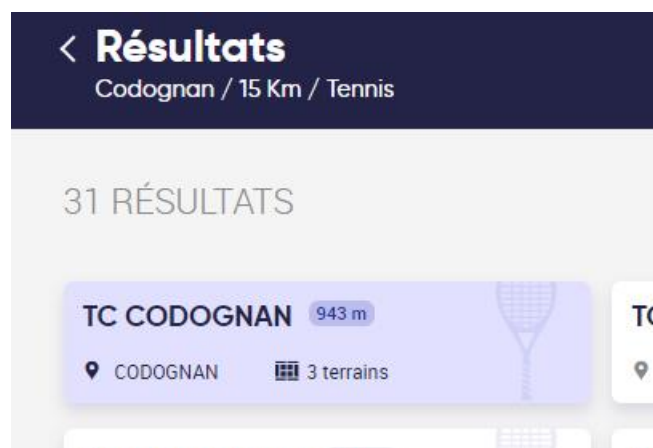 Résultats
Codognan / 15 Km / Tennis
31 RÉSULTATS
TC CODOGNAN 943 m
CODOGNAN 3 terrains